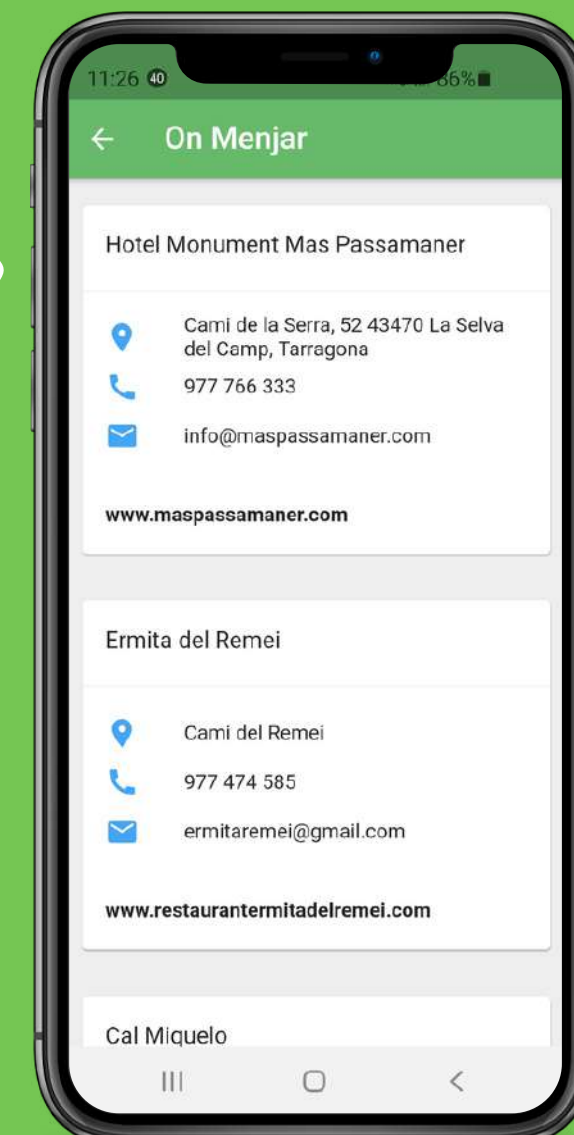 11:26 40 86%
On Menjar
Hotel Monument Mas Passamaner
Cami de la Serra, 52 43470 La Selva
del Camp, Tarragona
977 766 333
info@maspassamaner.com
www.maspassamaner.com
Ermita del Remei
Cami del Remei
977 474 585
ermitaremei@gmail.com
www.restaurantermitadelremei.com
Cal Miquelo